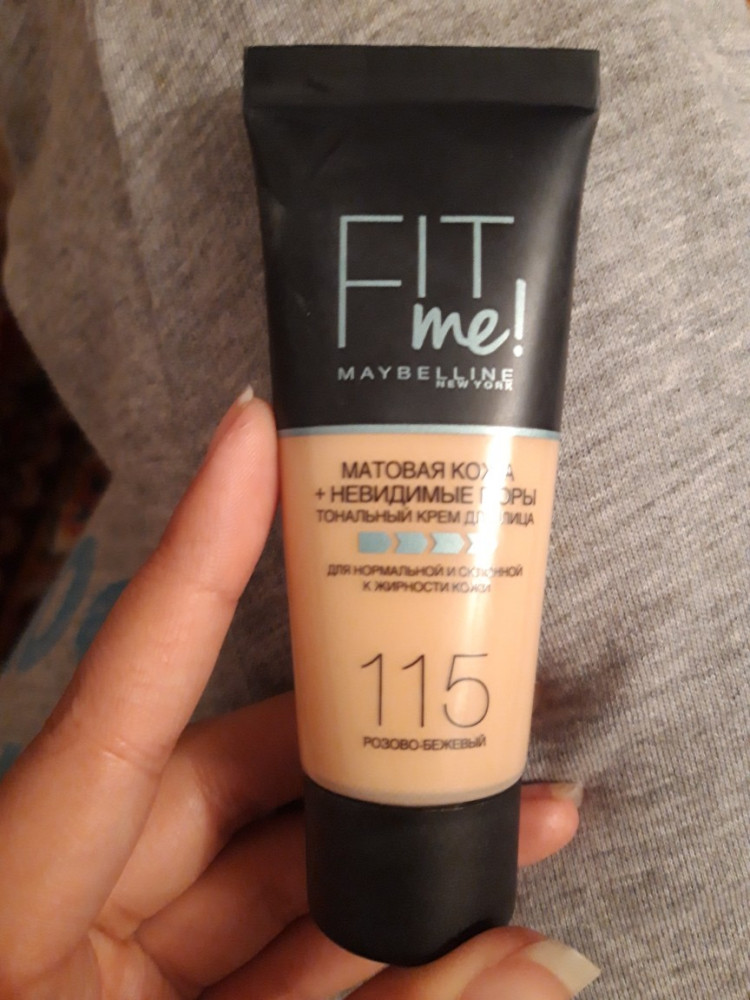 FIT
me!
MAYBELLINE
NEW YORK
МАТОВАЯ КОЖА
+ НЕВИДИМЫЕ ПОРЫ
ТОНАЛЬНЫЙ КРЕМ ДЛЯ ЛИЦА
ДЛЯ НОРМАЛЬНОЙ И СКЛОННОЙ
К ЖИРНОСТИ КОЖИ
115
РОЗОВО-БЕЖЕВЫЙ